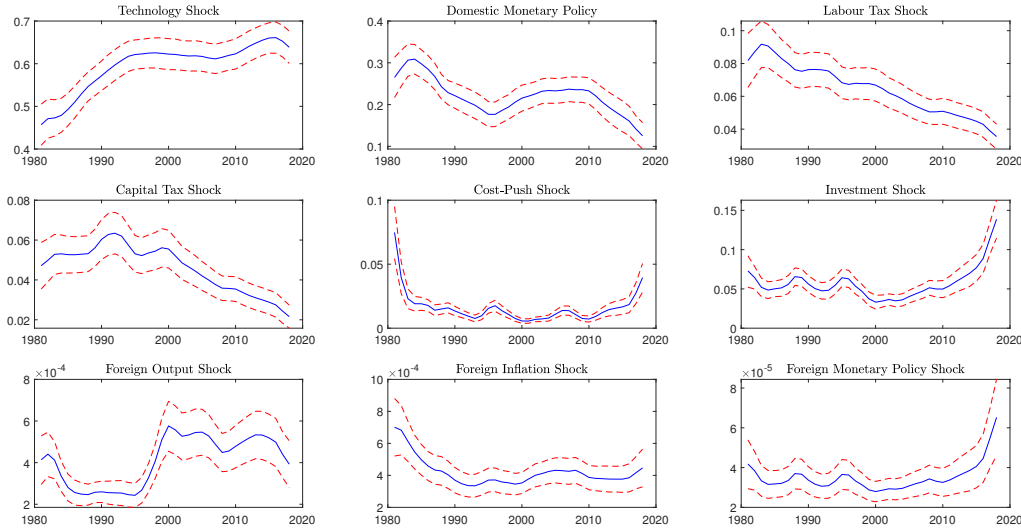 Technology Shock
0.7
0.6
0.5
0.4
1980 1990 2000 2010 2020
Domestic Monetary Policy
0.4
0.3
0.2
0.1
1980 1990 2000 2010 2020
Labour Tax Shock
0.1
0.08
0.06
0.04
1980 1990 2000 2010 2020
Capital Tax Shock
0.08
0.06
0.04
0.02
1980 1990 2000 2010 2020
Cost-Push Shock
0.1
0.05
0
1980 1990 2000 2010 2020
Investment Shock
0.15
0.1
0.05
0
1980 1990 2000 2010 2020
×10⁻⁴ Foreign Output Shock
8
6
4
2
1980 1990 2000 2010 2020
×10⁻⁴ Foreign Inflation Shock
10
8
6
4
2
1980 1990 2000 2010 2020
×10⁻⁵ Foreign Monetary Policy Shock
8
6
4
2
1980 1990 2000 2010 2020